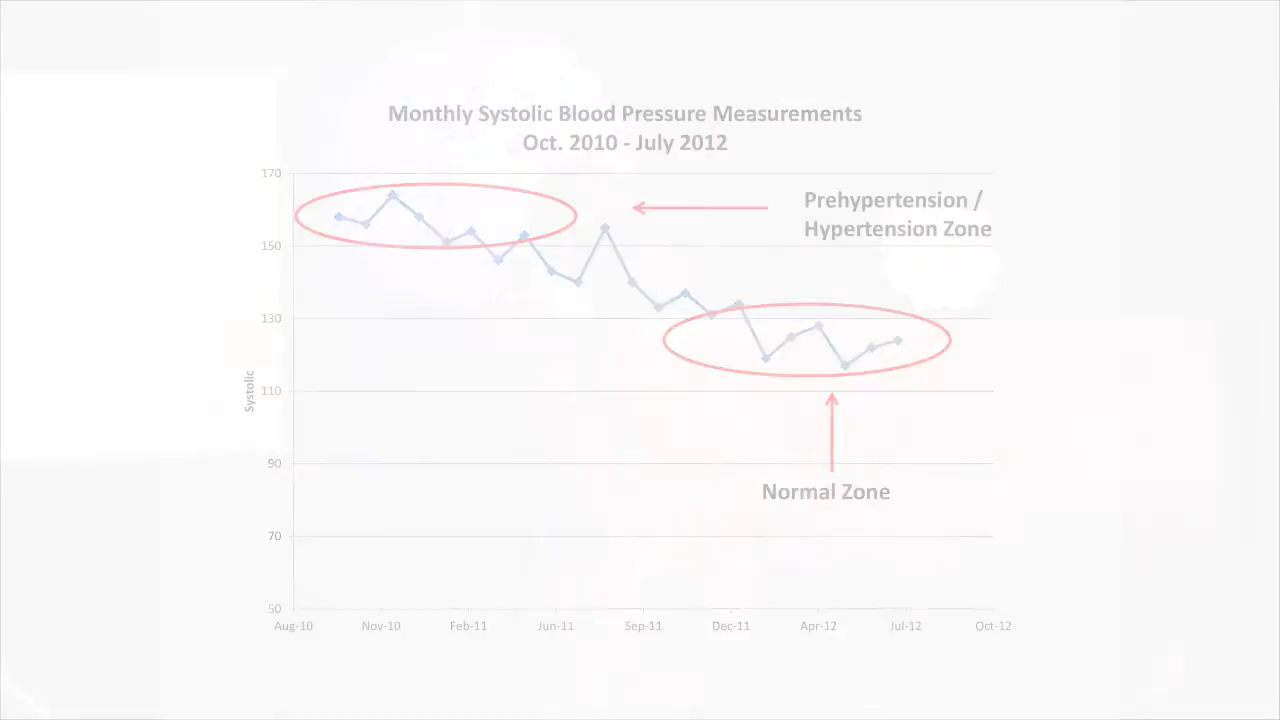 Monthly Systolic Blood Pressure Measurements
Oct. 2010 - July 2012
170
Prehypertension /
Hypertension Zone
150
130
Systolic
110
90
Normal Zone
70
50
Aug-10 Nov-10 Feb-11 Jun-11 Sep-11 Dec-11 Apr-12 Jul-12 Oct-12